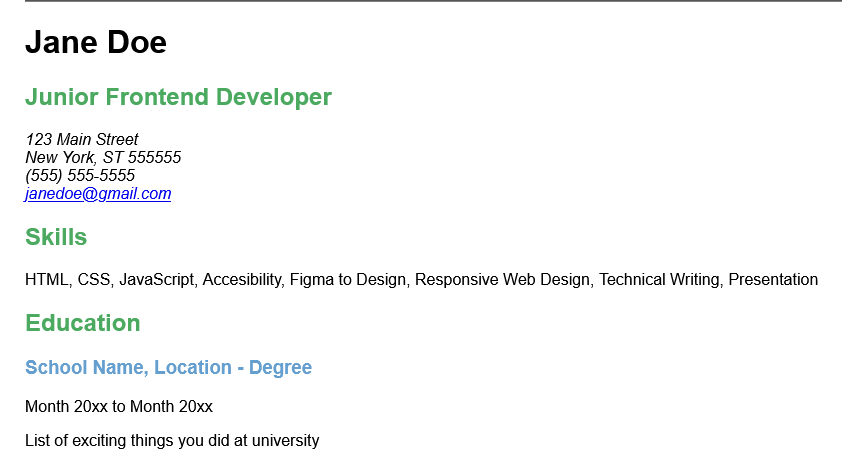 Jane Doe
Junior Frontend Developer
123 Main Street
New York, ST 555555
(555) 555-5555
janedoe@gmail.com
Skills
HTML, CSS, JavaScript, Accesibility, Figma to Design, Responsive Web Design, Technical Writing, Presentation
Education
School Name, Location - Degree
Month 20xx to Month 20xx
List of exciting things you did at university